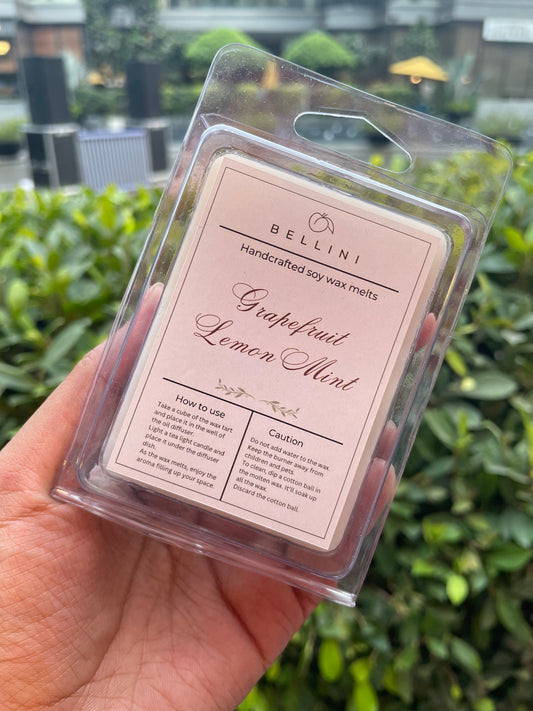 BELLINI
Handcrafted soy wax melts
Grapefruit
Lemon Mint
How to use
Take a cube of the wax tart
and place it in the well of
the oil diffuser.
Light a tea light candle and
place it under the diffuser
dish.
As the wax melts, enjoy the
aroma filling up your space.
Caution
Do not add water to the wax.
Keep the burner away from
children and pets.
To clean, dip a cotton ball in
the molten wax. It'll soak up
all the wax.
Discard the cotton ball.